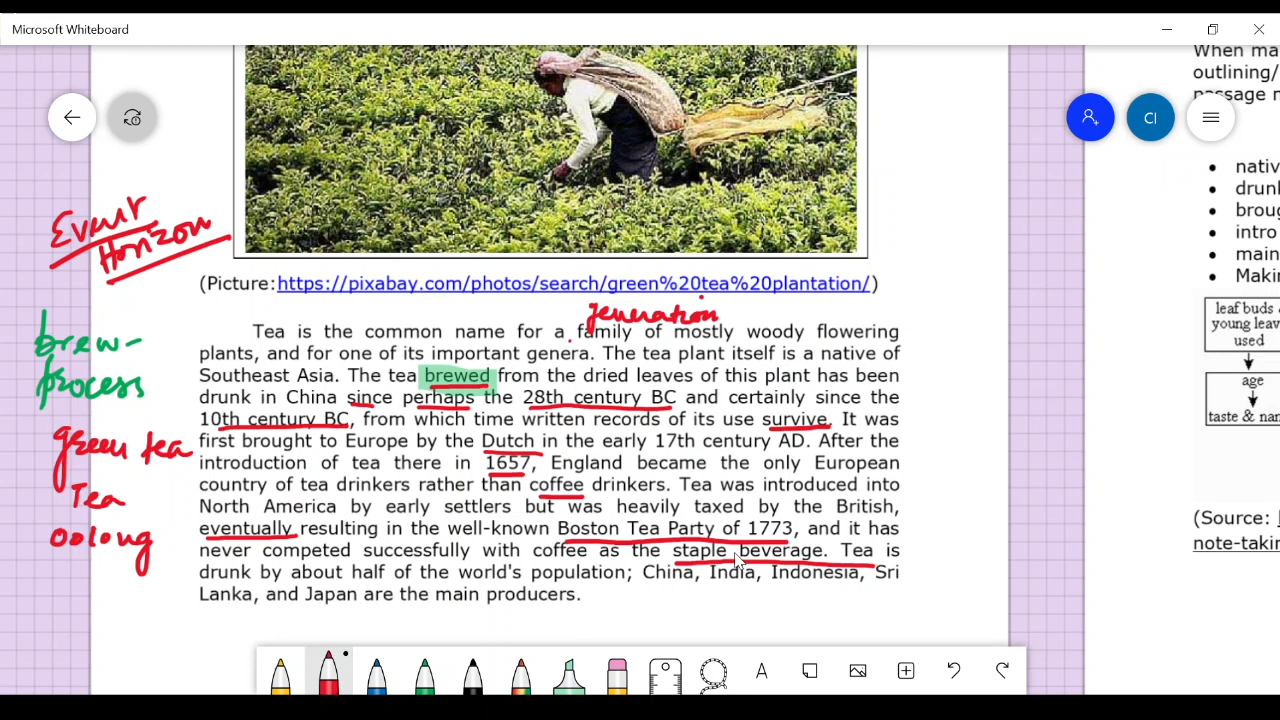 Microsoft Whiteboard
CI
Event
Horizon
brew-
process
green tea
Tea
oolong
(Picture:https://pixabay.com/photos/search/green%20tea%20plantation/)
generation
Tea is the common name for a family of mostly woody flowering
plants, and for one of its important genera. The tea plant itself is a native of
Southeast Asia. The tea brewed from the dried leaves of this plant has been
drunk in China since perhaps the 28th century BC and certainly since the
10th century BC, from which time written records of its use survive. It was
first brought to Europe by the Dutch in the early 17th century AD. After the
introduction of tea there in 1657, England became the only European
country of tea drinkers rather than coffee drinkers. Tea was introduced into
North America by early settlers but was heavily taxed by the British,
eventually resulting in the well-known Boston Tea Party of 1773, and it has
never competed successfully with coffee as the staple beverage. Tea is
drunk by about half of the world's population; China, India, Indonesia, Sri
Lanka, and Japan are the main producers.
When ma
outlining/
passage n
• nativ
• drunk
• broug
• intro
• main
• Makin
leaf buds &
young leav
used
age
taste & nam
(Source:
note-takin
A